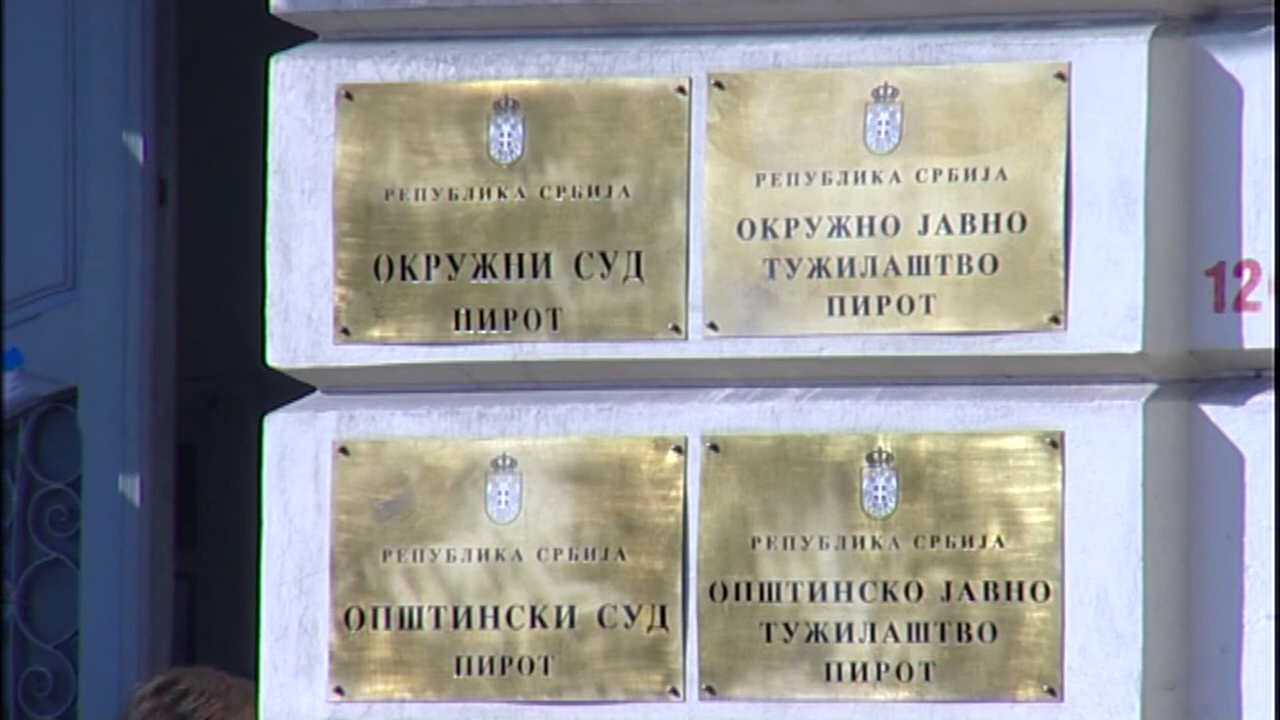 РЕПУБЛИКА СРБИЈА
ОКРУЖНИ СУД
ПИРОТ
РЕПУБЛИКА СРБИЈА
ОКРУЖНО ЈАВНО
ТУЖИЛАШТВО
ПИРОТ
12
РЕПУБЛИКА СРБИЈА
ОПШТИНСКИ СУД
ПИРОТ
РЕПУБЛИКА СРБИЈА
ОПШТИНСКО ЈАВНО
ТУЖИЛАШТВО
ПИРОТ